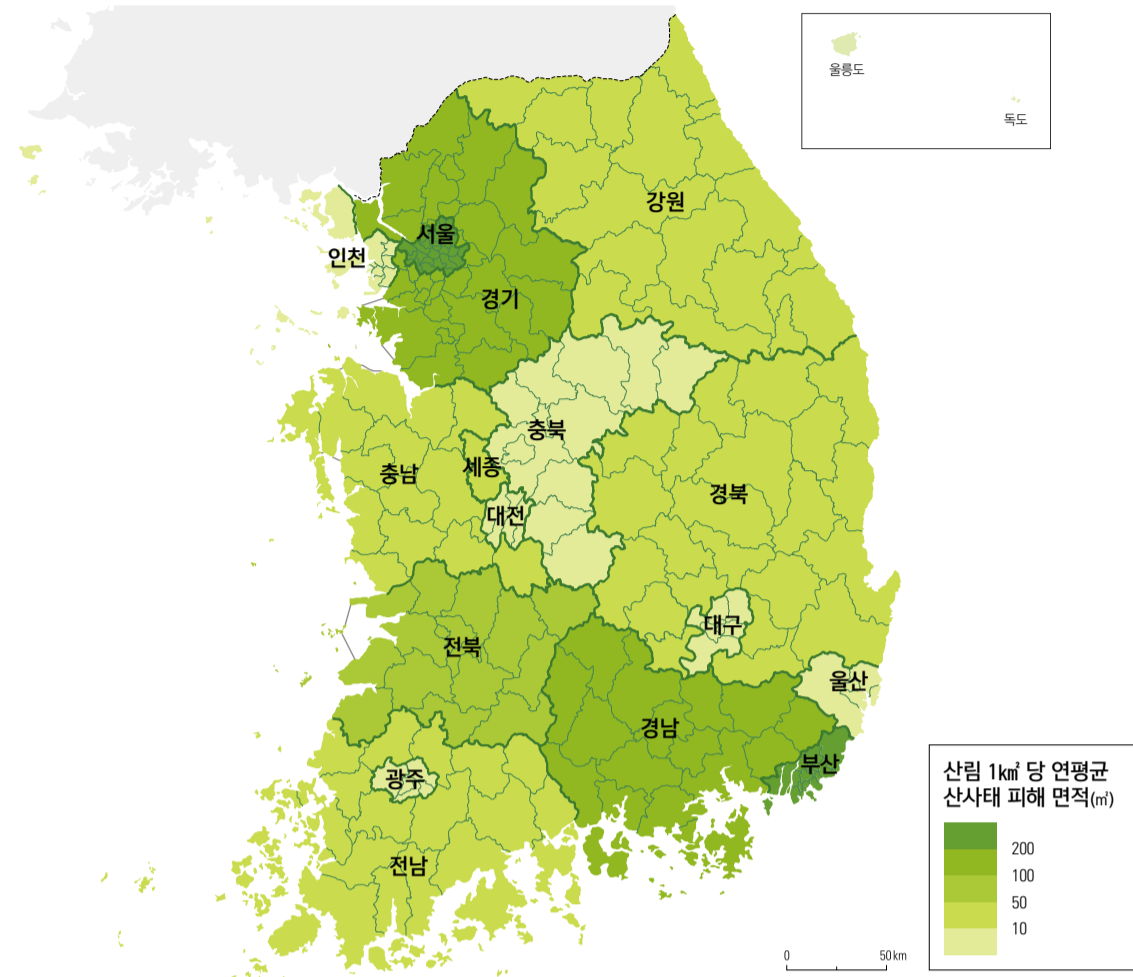 울릉도
독도
강원
서울
인천
경기
충북
세종
충남
경북
대전
대구
전북
울산
경남
부산
광주
전남
산림 1㎢ 당 연평균
산사태 피해 면적(㎡)
200
100
50
10
0 50㎞